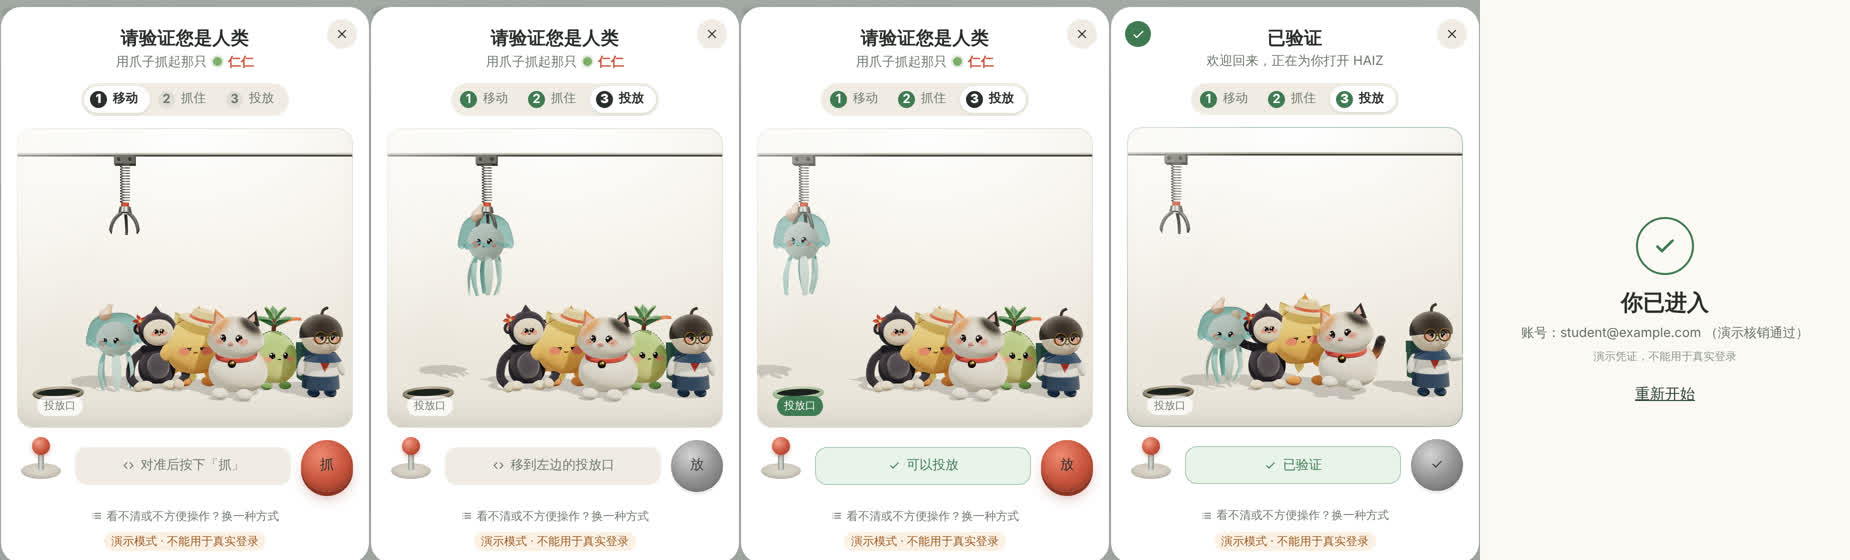 请验证您是人类
用爪子抓起那只 仁仁
1 移动 2 抓住 3 投放
投放口
对准后按下「抓」
抓
看不清或不方便操作？换一种方式
演示模式 · 不能用于真实登录
请验证您是人类
用爪子抓起那只 仁仁
1 移动 2 抓住 3 投放
投放口
移到左边的投放口
放
看不清或不方便操作？换一种方式
演示模式 · 不能用于真实登录
请验证您是人类
用爪子抓起那只 仁仁
1 移动 2 抓住 3 投放
投放口
可以投放
放
看不清或不方便操作？换一种方式
演示模式 · 不能用于真实登录
已验证
欢迎回来，正在为你打开 HAIZ
1 移动 2 抓住 3 投放
投放口
已验证
看不清或不方便操作？换一种方式
演示模式 · 不能用于真实登录
你已进入
账号：student@example.com （演示核销通过）
演示凭证，不能用于真实登录
重新开始